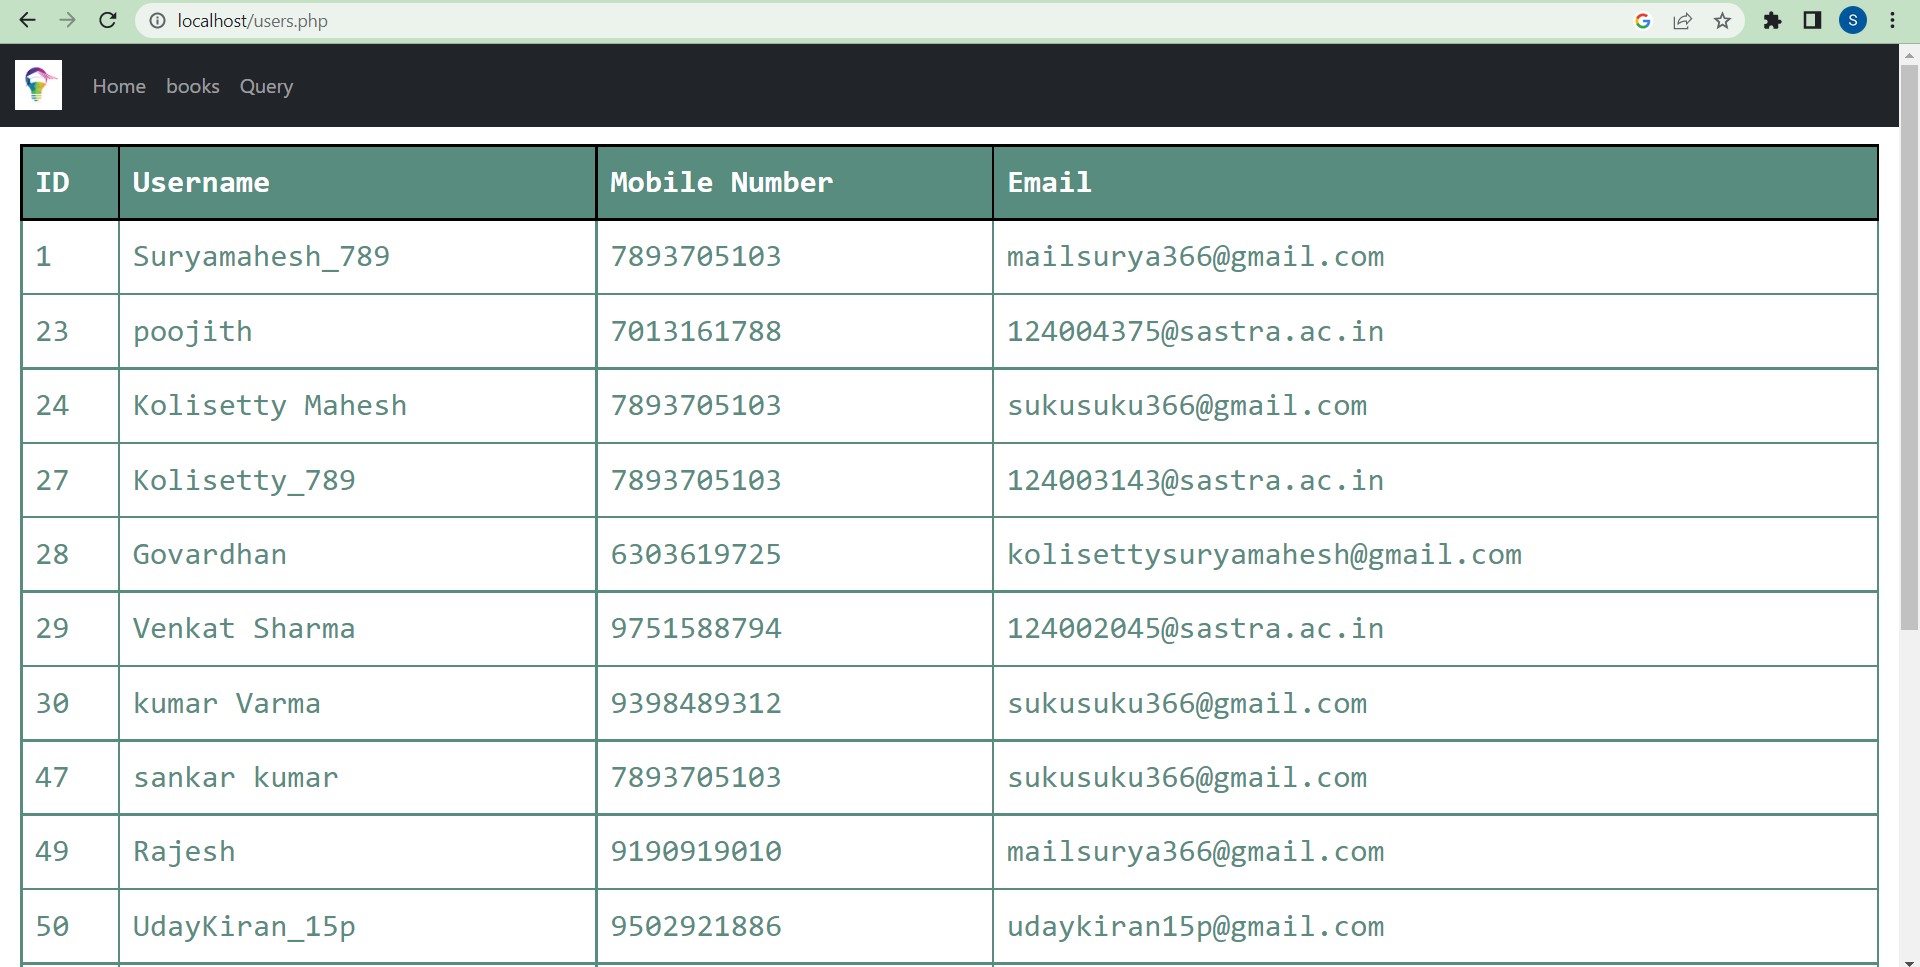 localhost/users.php
S
Home books Query
ID Username Mobile Number Email
1 Suryamahesh_789 7893705103 mailsurya366@gmail.com
23 poojith 7013161788 124004375@sastra.ac.in
24 Kolisetty Mahesh 7893705103 sukusuku366@gmail.com
27 Kolisetty_789 7893705103 124003143@sastra.ac.in
28 Govardhan 6303619725 kolisettysuryamahesh@gmail.com
29 Venkat Sharma 9751588794 124002045@sastra.ac.in
30 kumar Varma 9398489312 sukusuku366@gmail.com
47 sankar kumar 7893705103 sukusuku366@gmail.com
49 Rajesh 9190919010 mailsurya366@gmail.com
50 UdayKiran_15p 9502921886 udaykiran15p@gmail.com